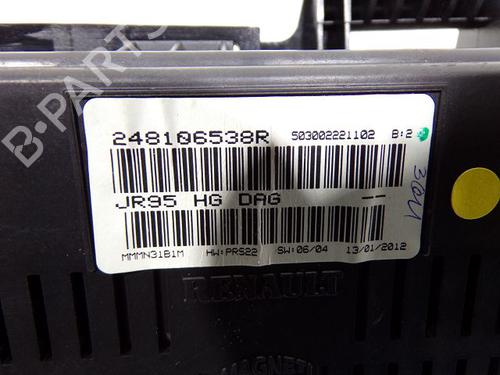 B-PARTS
248106538R 503002221102 B:2
JR95 HG DAG --
MMMN31B1M HW:PRS22 SW:06/04 13/01/2012
RENAULT